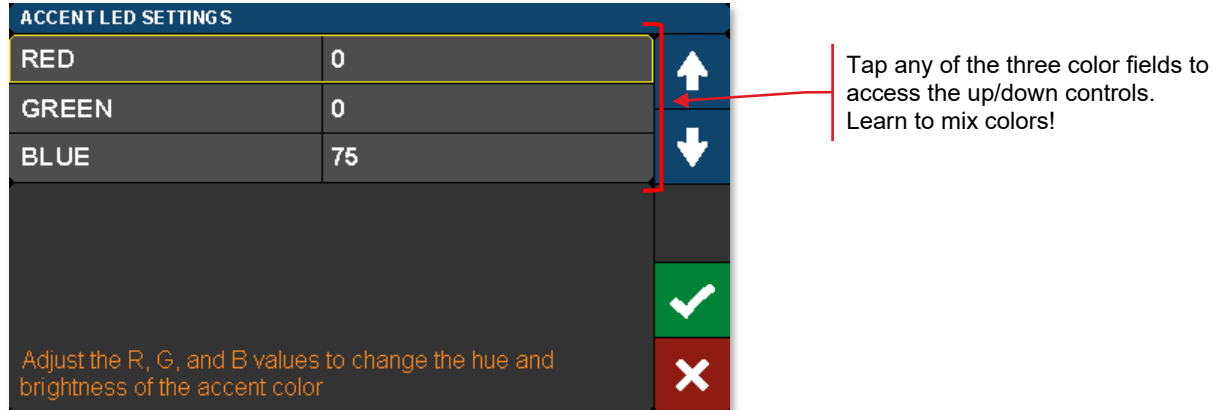 ACCENT LED SETTINGS
RED 0
GREEN 0
BLUE 75
Adjust the R, G, and B values to change the hue and
brightness of the accent color
Tap any of the three color fields to
access the up/down controls.
Learn to mix colors!